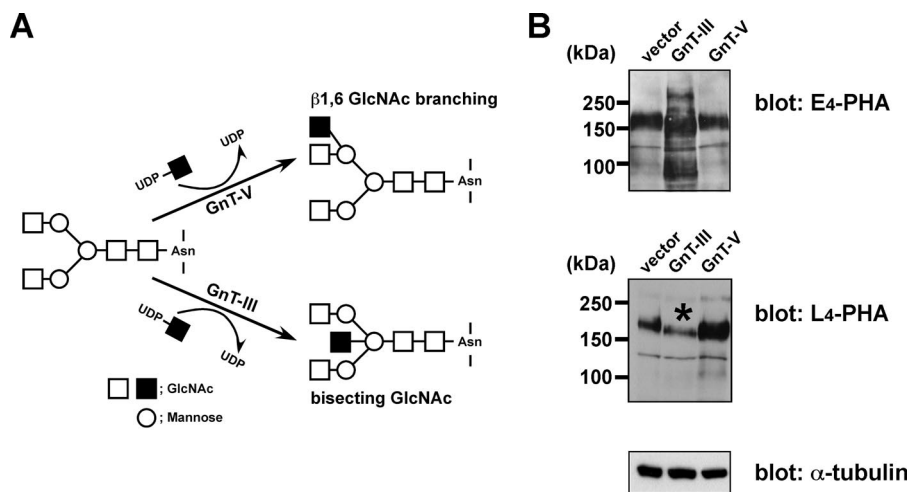 A
β1,6 GlcNAc branching
UDP
UDP
GnT-V
Asn
Asn
GnT-III
UDP
UDP
Asn
; GlcNAc
; Mannose
bisecting GlcNAc
B
(kDa)
vector
GnT-III
GnT-V
250
150
100
blot: E4-PHA
(kDa)
vector
GnT-III
GnT-V
250
*
150
100
blot: L4-PHA
blot: α-tubulin